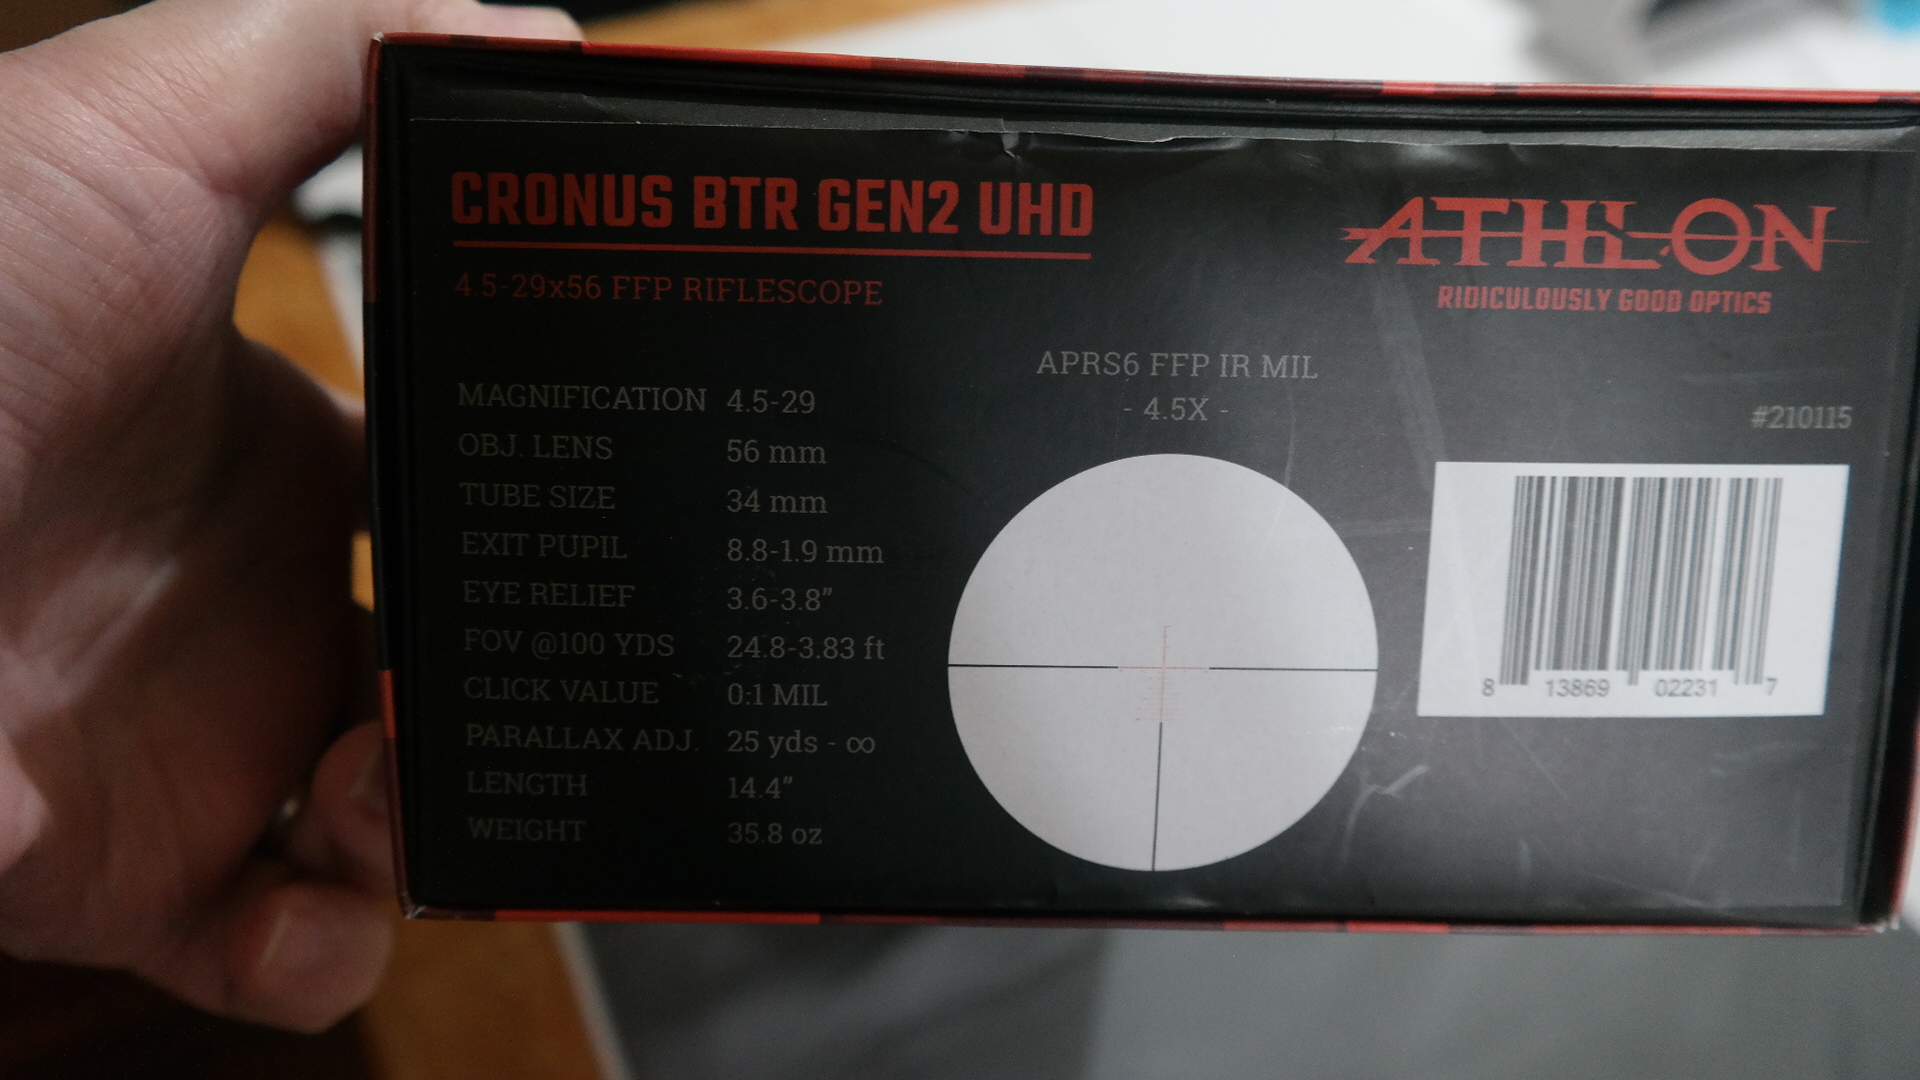 CRONUS BTR GEN2 UHD
4.5-29x56 FFP RIFLESCOPE
ATHLON
RIDICULOUSLY GOOD OPTICS
MAGNIFICATION 4.5-29
OBJ. LENS 56 mm
TUBE SIZE 34 mm
EXIT PUPIL 8.8-1.9 mm
EYE RELIEF 3.6-3.8”
FOV @100 YDS 24.8-3.83 ft
CLICK VALUE 0:1 MIL
PARALLAX ADJ. 25 yds - ∞
LENGTH 14.4”
WEIGHT 35.8 oz
APRS6 FFP IR MIL
- 4.5X -
#210115
8 13869 02231 7